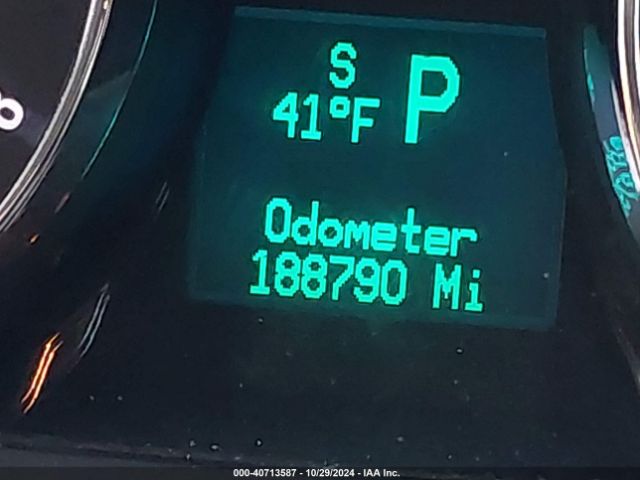 S
41°F P
Odometer
188790 Mi
000-40713587 - 10/29/2024 - IAA Inc.